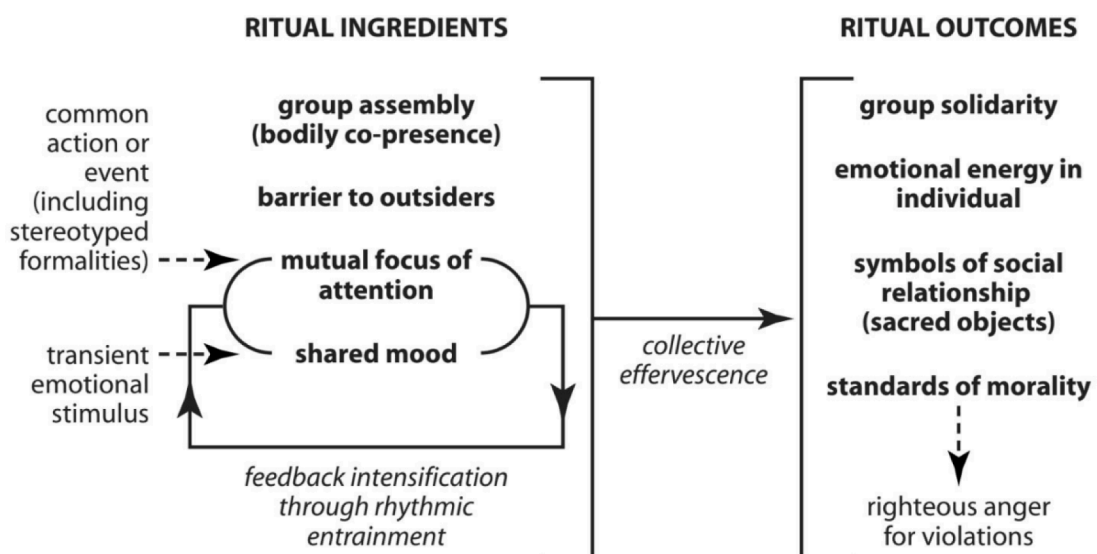 RITUAL INGREDIENTS
common
action or
event
(including
stereotyped
formalities)
transient
emotional
stimulus
group assembly
(bodily co-presence)
barrier to outsiders
mutual focus of
attention
shared mood
feedback intensification
through rhythmic
entrainment
collective
effervescence
RITUAL OUTCOMES
group solidarity
emotional energy in
individual
symbols of social
relationship
(sacred objects)
standards of morality
righteous anger
for violations